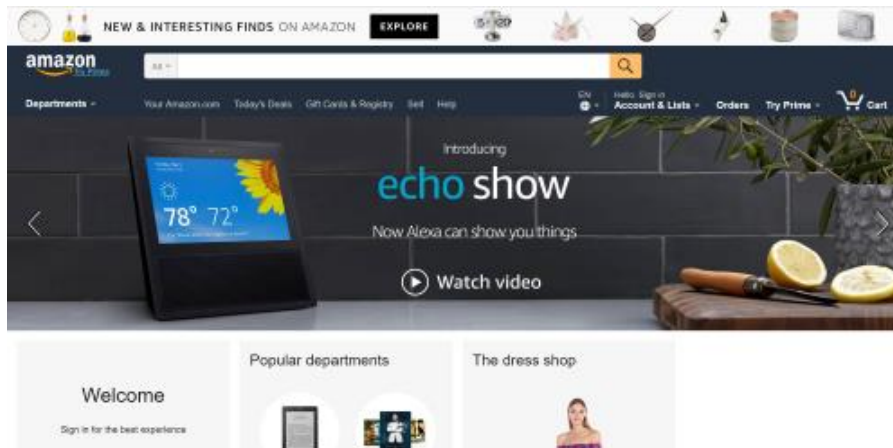 NEW & INTERESTING FINDS ON AMAZON EXPLORE
amazon
Try Prime
All
Departments
Your Amazon.com Today's Deals Gift Cards & Registry Sell Help
EN
Hello. Sign in
Account & Lists Orders Try Prime 0 Cart
Introducing
echo show
78° 72°
Now Alexa can show you things
Watch video
Popular departments
The dress shop
Welcome
Sign in for the best experience